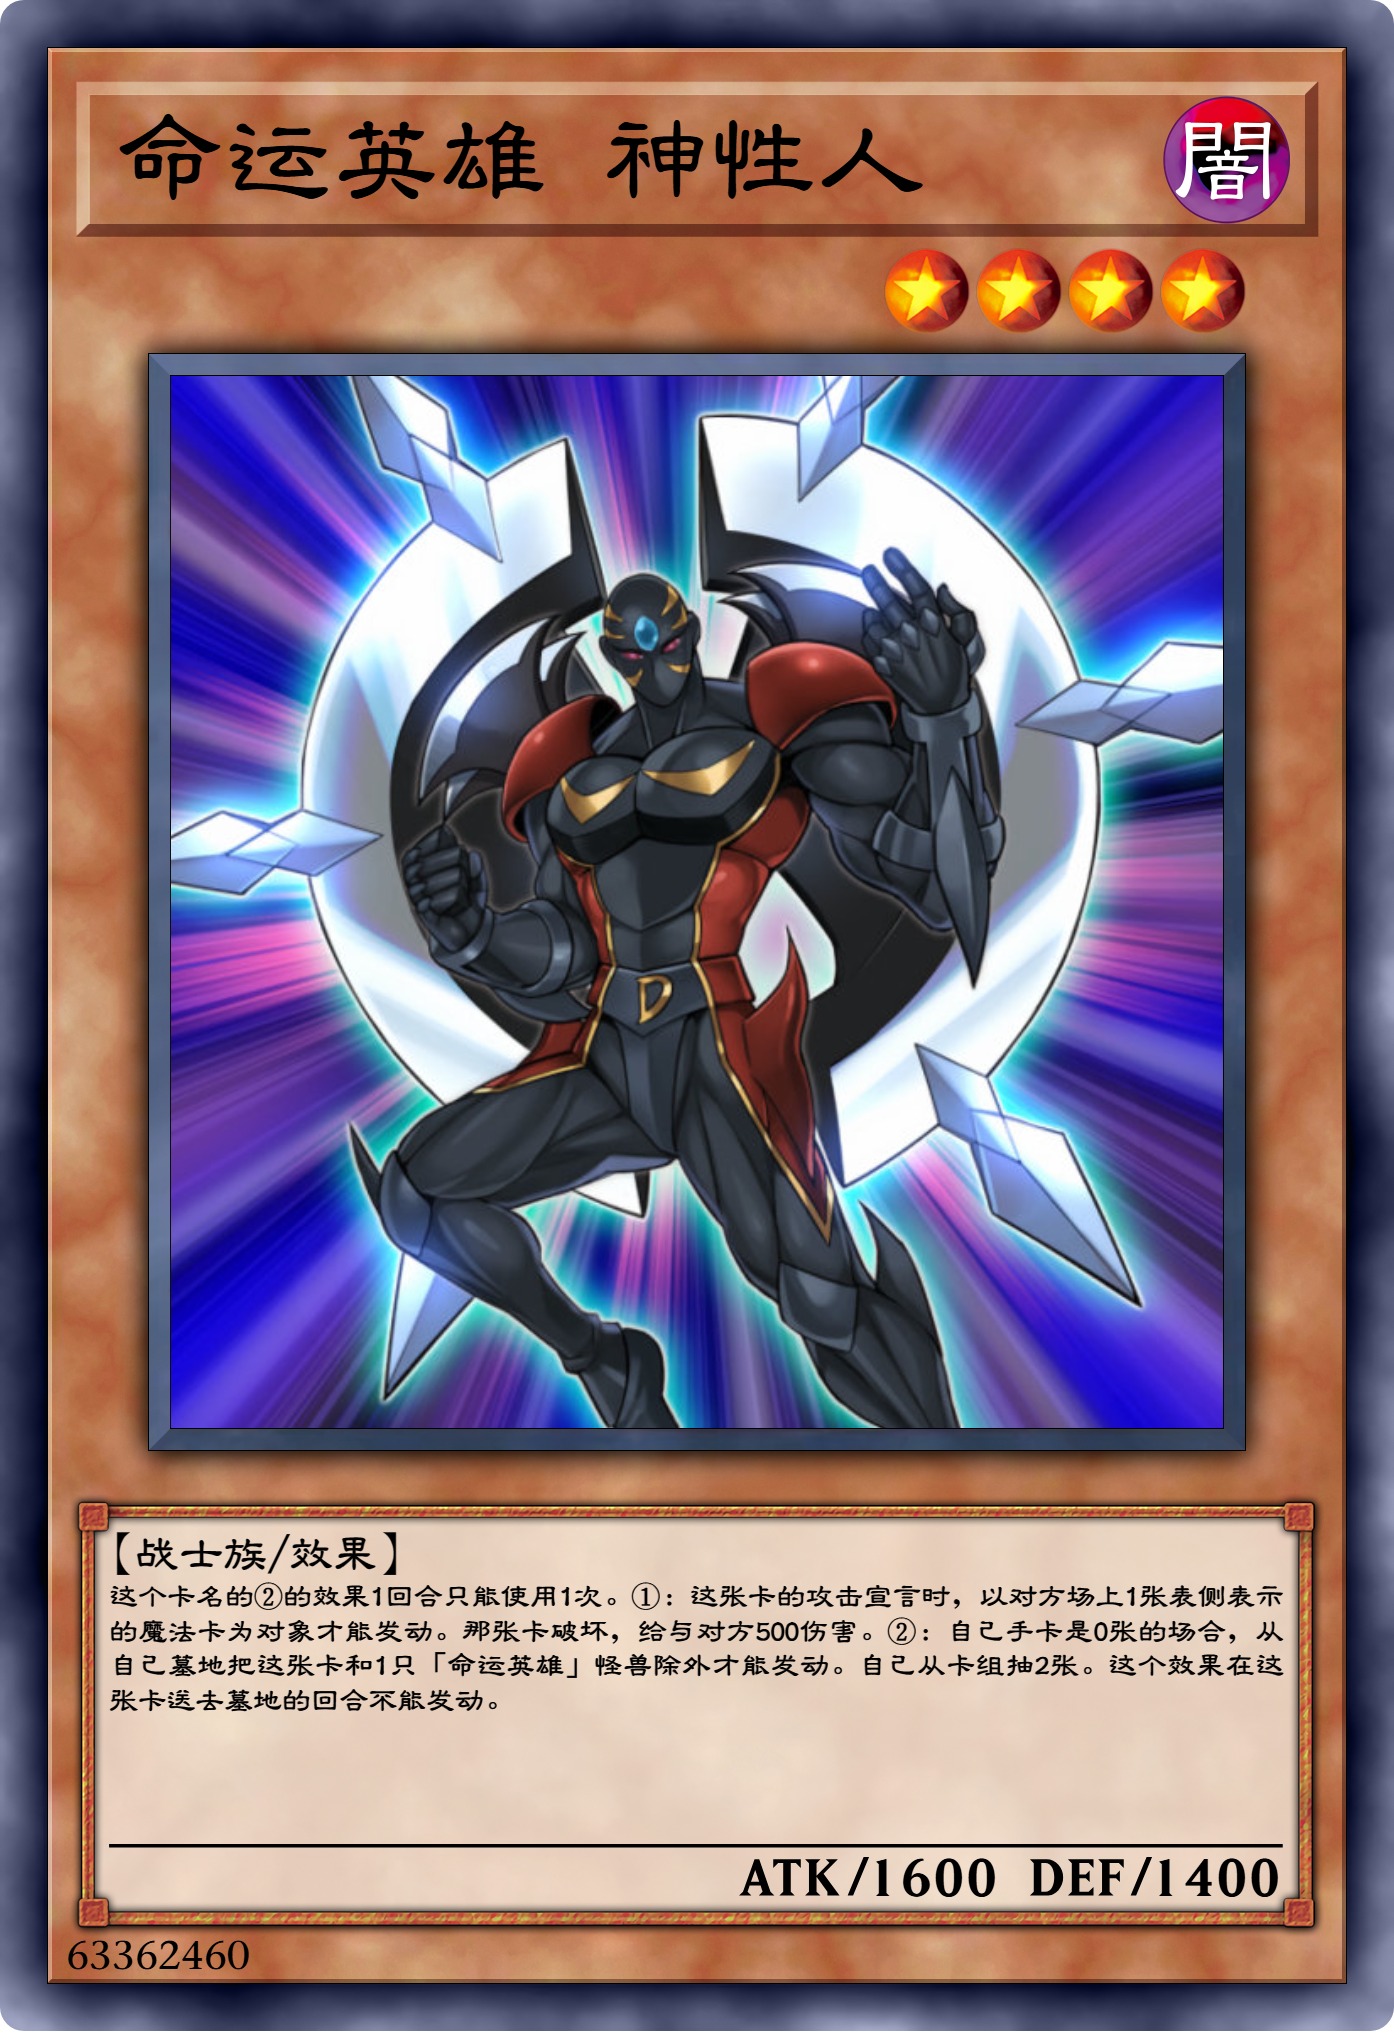 命运英雄 神性人
闇
【战士族/效果】
这个卡名的②的效果1回合只能使用1次。①：这张卡的攻击宣言时，以对方场上1张表侧表示
的魔法卡为对象才能发动。那张卡破坏，给与对方500伤害。②：自己手卡是0张的场合，从
自己墓地把这张卡和1只「命运英雄」怪兽除外才能发动。自己从卡组抽2张。这个效果在这
张卡送去墓地的回合不能发动。
D
ATK/1600 DEF/1400
63362460